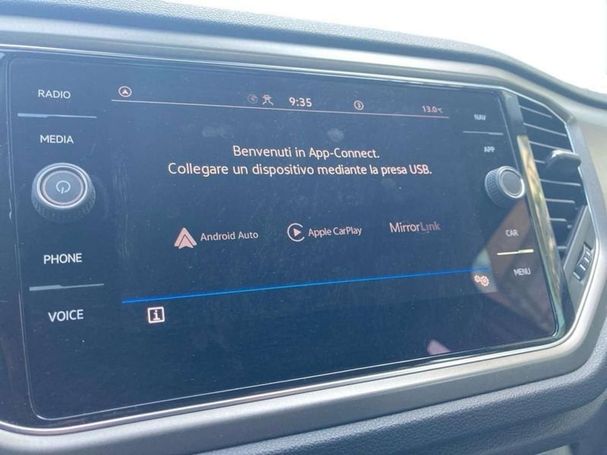 RADIO
MEDIA
PHONE
VOICE
9:35
13.0°C
Benvenuti in App-Connect.
Collegare un dispositivo mediante la presa USB.
Android Auto
Apple CarPlay
MirrorLink
i
NAV
APP
CAR
MENU